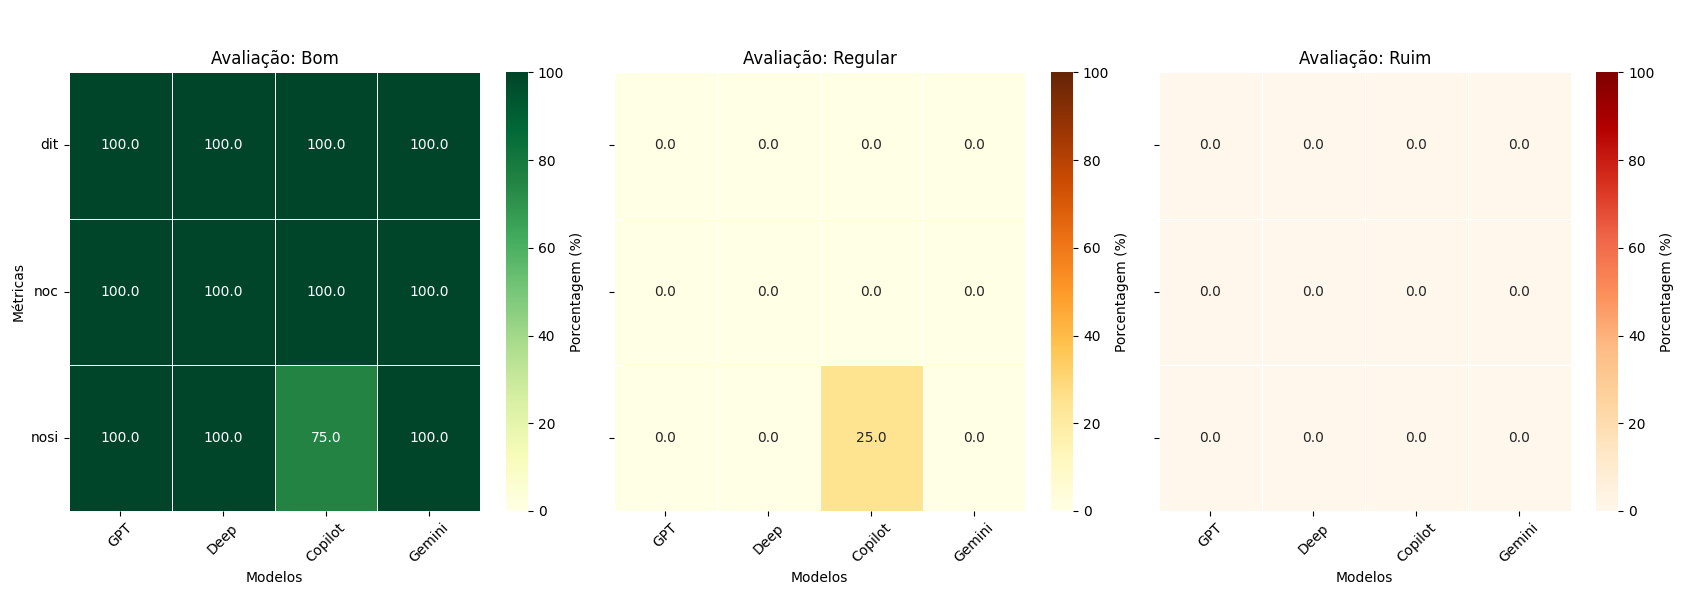 Avaliação: Bom
Métricas
dit
noc
nosi
100.0 100.0 100.0 100.0
100.0 100.0 100.0 100.0
100.0 100.0 75.0 100.0
GPT Deep Copilot Gemini
Modelos
100
80
60
40
20
0
Porcentagem (%)
Avaliação: Regular
0.0 0.0 0.0 0.0
0.0 0.0 0.0 0.0
0.0 0.0 25.0 0.0
GPT Deep Copilot Gemini
Modelos
100
80
60
40
20
0
Porcentagem (%)
Avaliação: Ruim
0.0 0.0 0.0 0.0
0.0 0.0 0.0 0.0
0.0 0.0 0.0 0.0
GPT Deep Copilot Gemini
Modelos
100
80
60
40
20
0
Porcentagem (%)